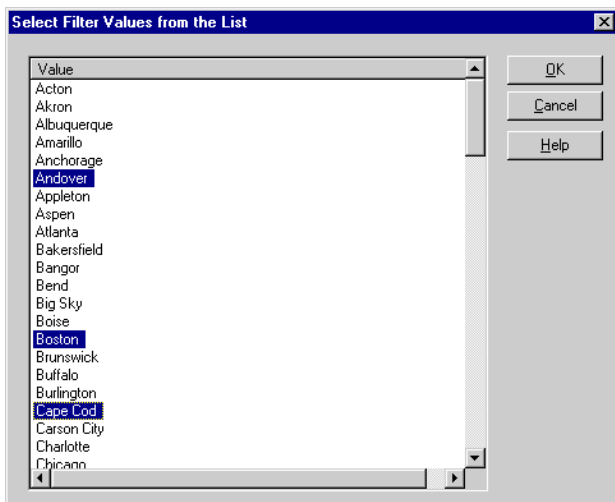 Select Filter Values from the List
Value
Acton
Akron
Albuquerque
Amarillo
Anchorage
Andover
Appleton
Aspen
Atlanta
Bakersfield
Bangor
Bend
Big Sky
Boise
Boston
Brunswick
Buffalo
Burlington
Cape Cod
Carson City
Charlotte
Chicago
OK
Cancel
Help